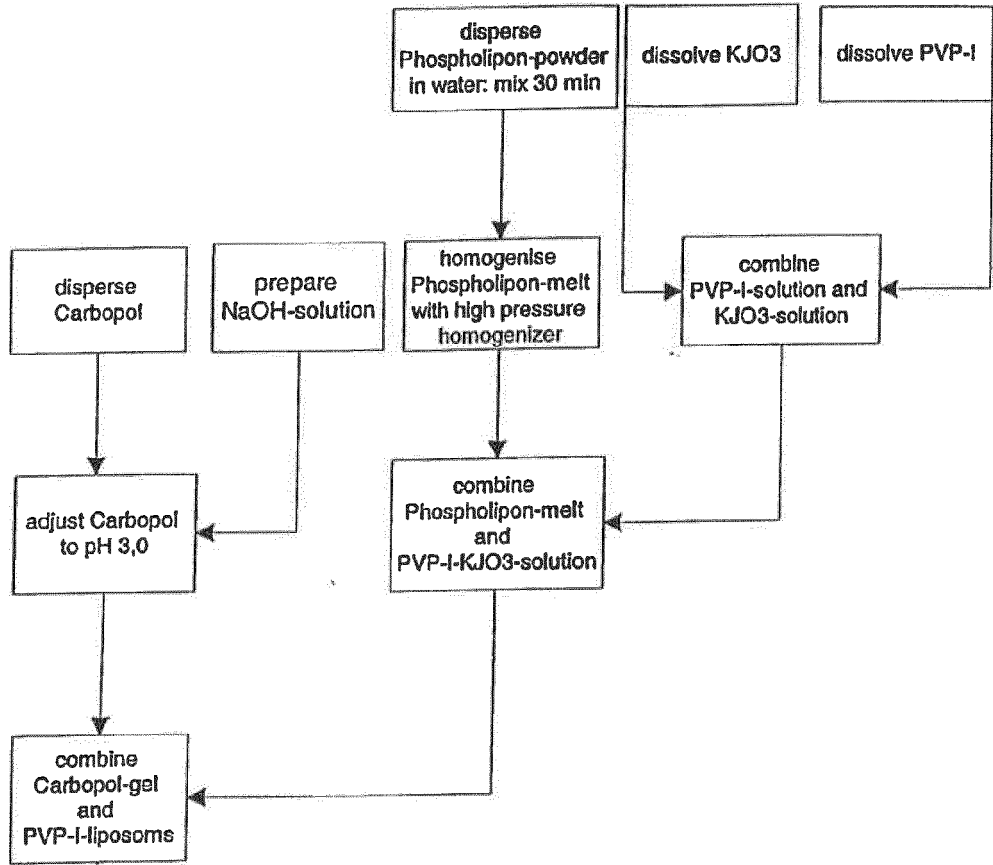 disperse
Phospholipon-powder
in water: mix 30 min
dissolve KJO3
dissolve PVP-I
disperse
Carbopol
prepare
NaOH-solution
homogenise
Phospholipon-melt
with high pressure
homogenizer
combine
PVP-I-solution and
KJO3-solution
adjust Carbopol
to pH 3,0
combine
Phospholipon-melt
and
PVP-I-KJO3-solution
combine
Carbopol-gel
and
PVP-I-liposoms